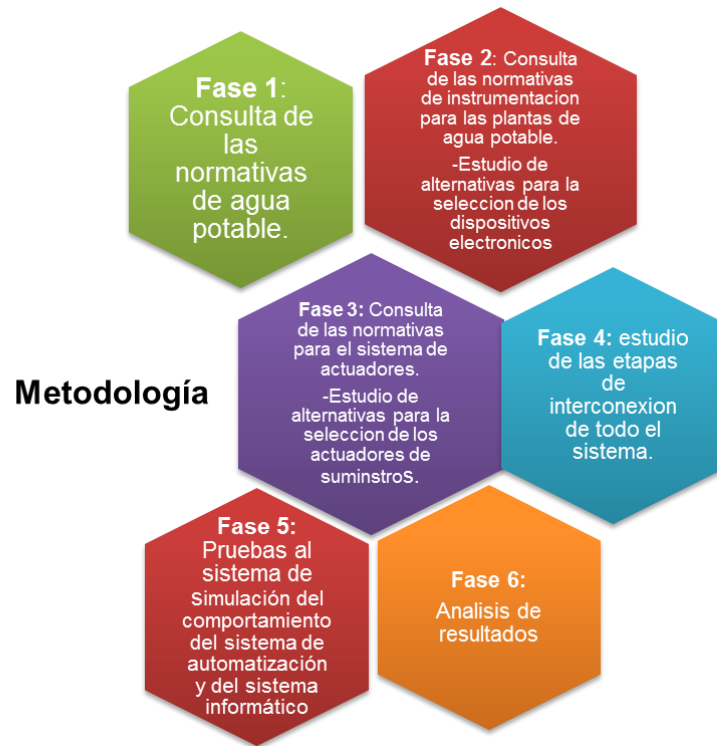 Fase 1:
Consulta de
las
normativas
de agua
potable.
Fase 2: Consulta
de las normativas
de instrumentacion
para las plantas de
agua potable.
-Estudio de
alternativas para la
seleccion de los
dispositivos
electronicos
Metodología
Fase 3: Consulta
de las normativas
para el sistema de
actuadores.
-Estudio de
alternativas para la
seleccion de los
actuadores de
suminstros.
Fase 4: estudio
de las etapas
de
interconexion
de todo el
sistema.
Fase 5:
Pruebas al
sistema de
simulación del
comportamiento
del sistema de
automatización
y del sistema
informático
Fase 6:
Analisis de
resultados